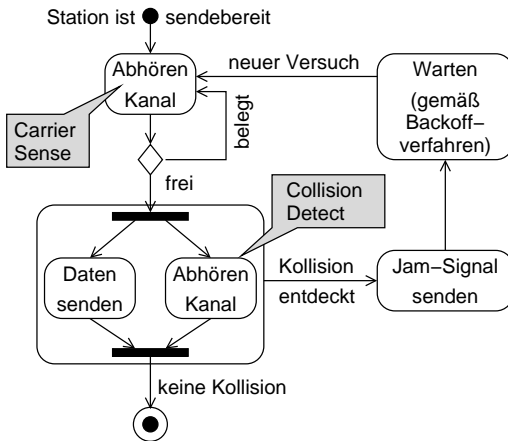 Station ist sendebereit
Abhören
Kanal
neuer Versuch
Warten
(gemäß
Backoff–
verfahren)
belegt
Carrier
Sense
frei
Collision
Detect
Daten
senden
Abhören
Kanal
Kollision
entdeckt
Jam–Signal
senden
keine Kollision